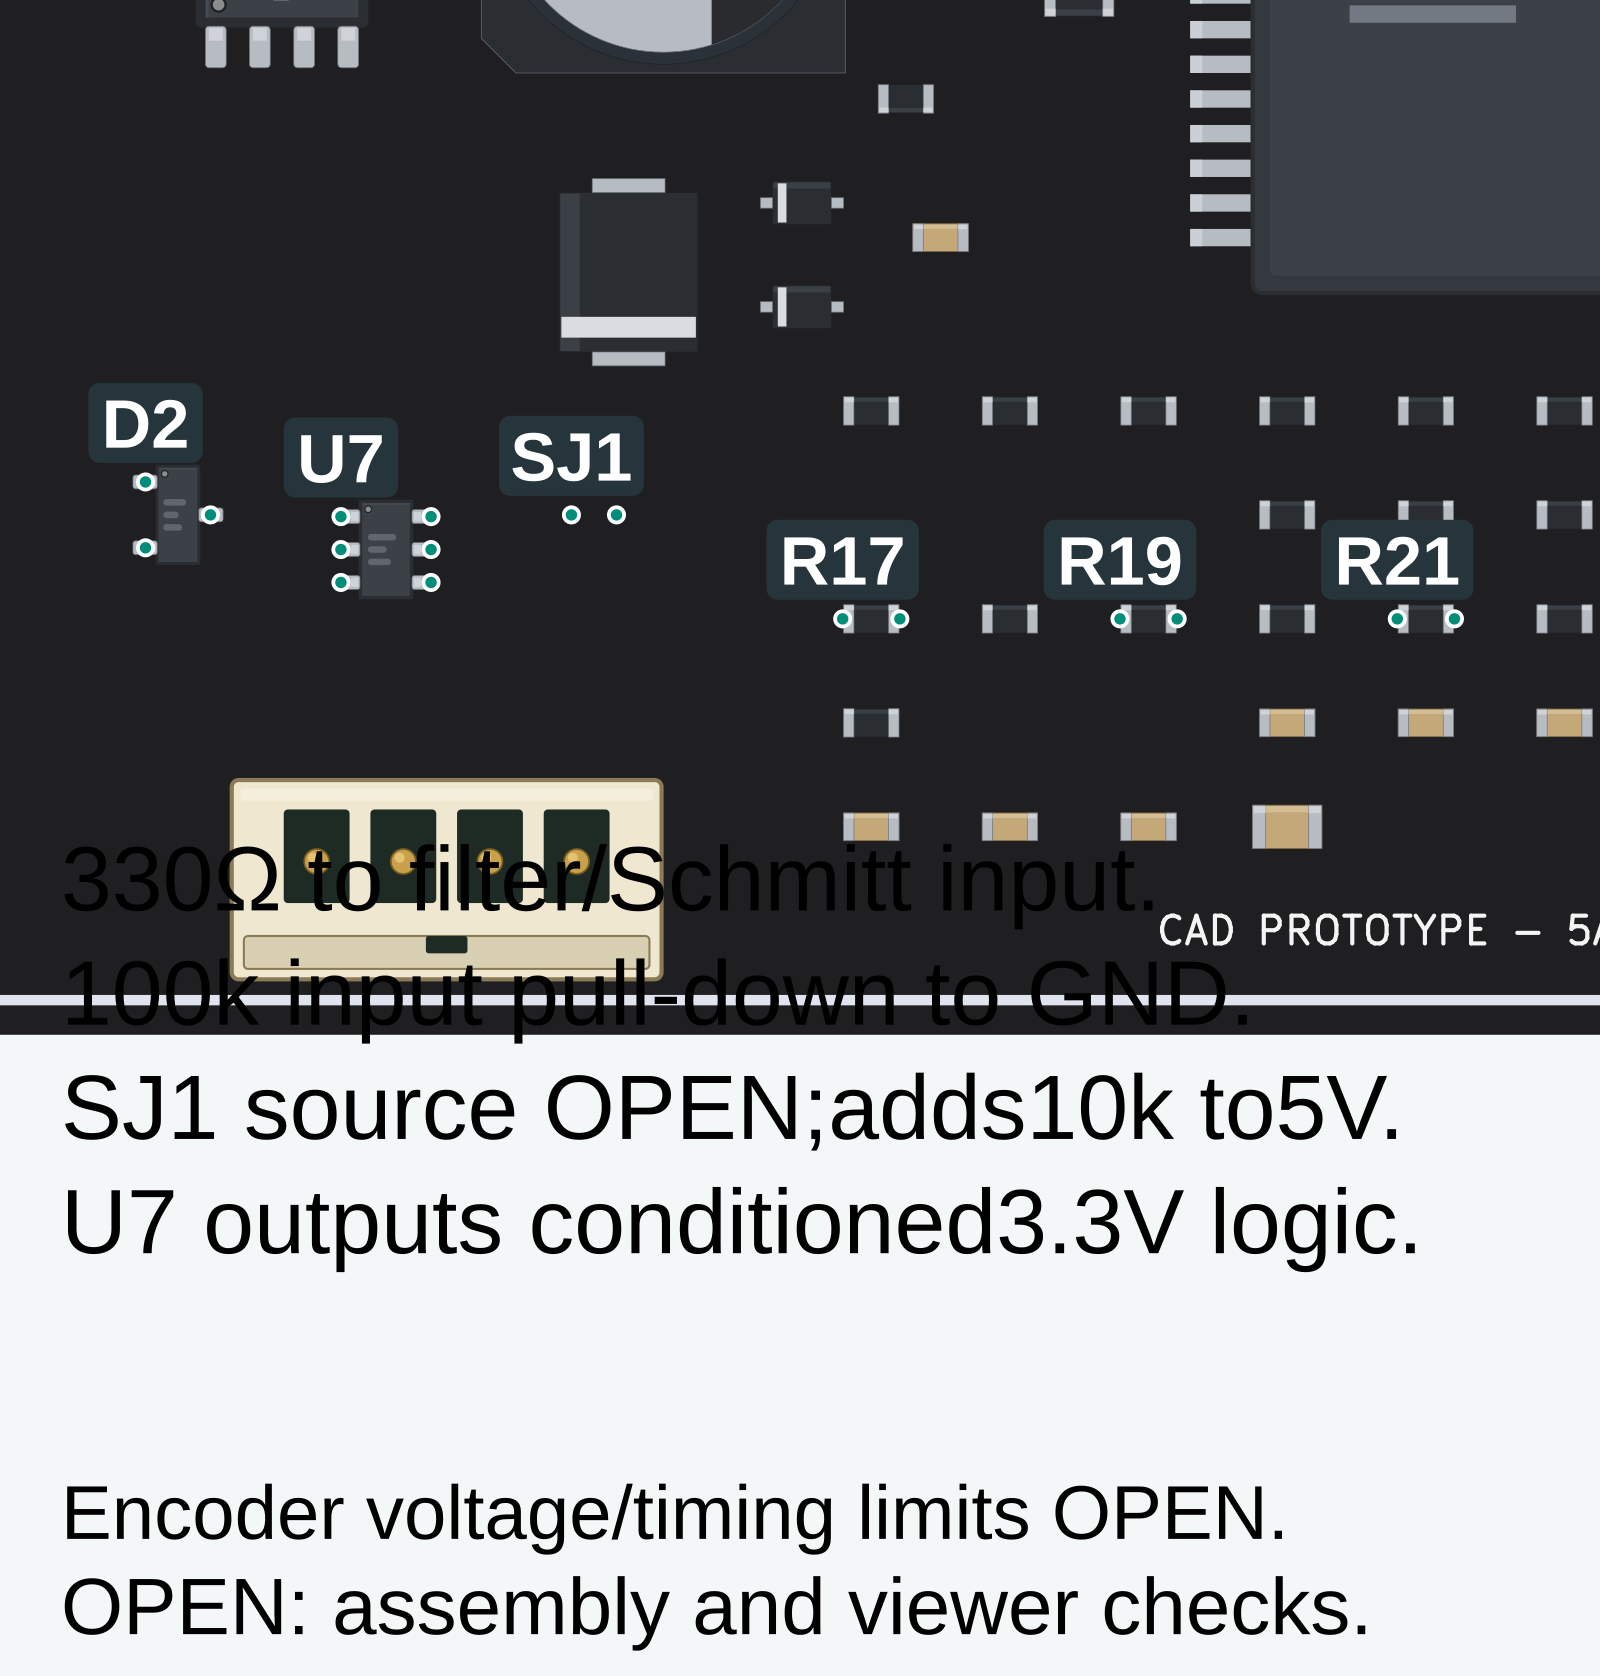 D2
U7
SJ1
R17
R19
R21
330Ω to filter/Schmitt input.
CAD PROTOTYPE – 5
100k input pull-down to GND.
SJ1 source OPEN;adds10k to5V.
U7 outputs conditioned3.3V logic.
Encoder voltage/timing limits OPEN.
OPEN: assembly and viewer checks.